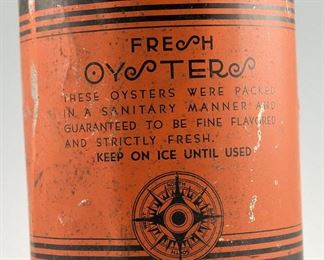 FRESH
OYSTERS
THESE OYSTERS WERE PACKED
IN A SANITARY MANNER AND
GUARANTEED TO BE FINE FLAVORED
AND STRICTLY FRESH.
KEEP ON ICE UNTIL USED